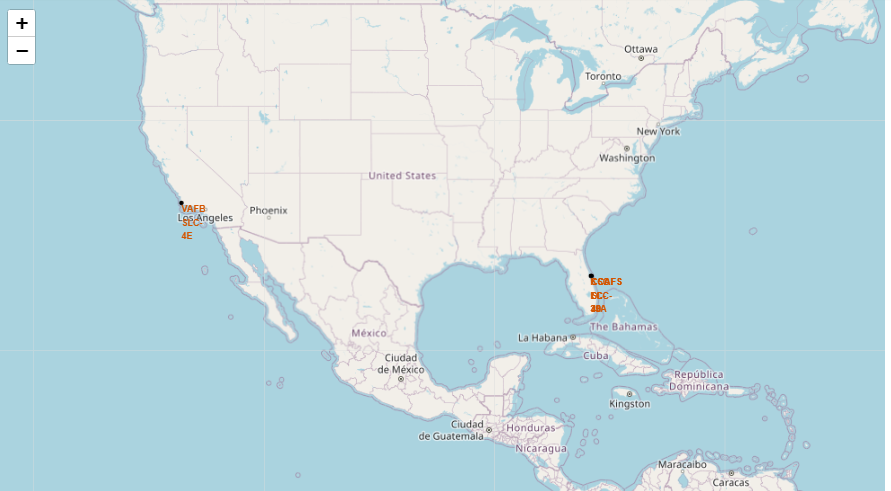 +
−
Ottawa
Toronto
New York
Washington
United States
VAFB
SLC-
4E
Los Angeles
Phoenix
The Bahamas
México
La Habana
Cuba
Ciudad
de México
República
Dominicana
Kingston
Ciudad
de Guatemala
Honduras
Nicaragua
Maracaibo
Caracas